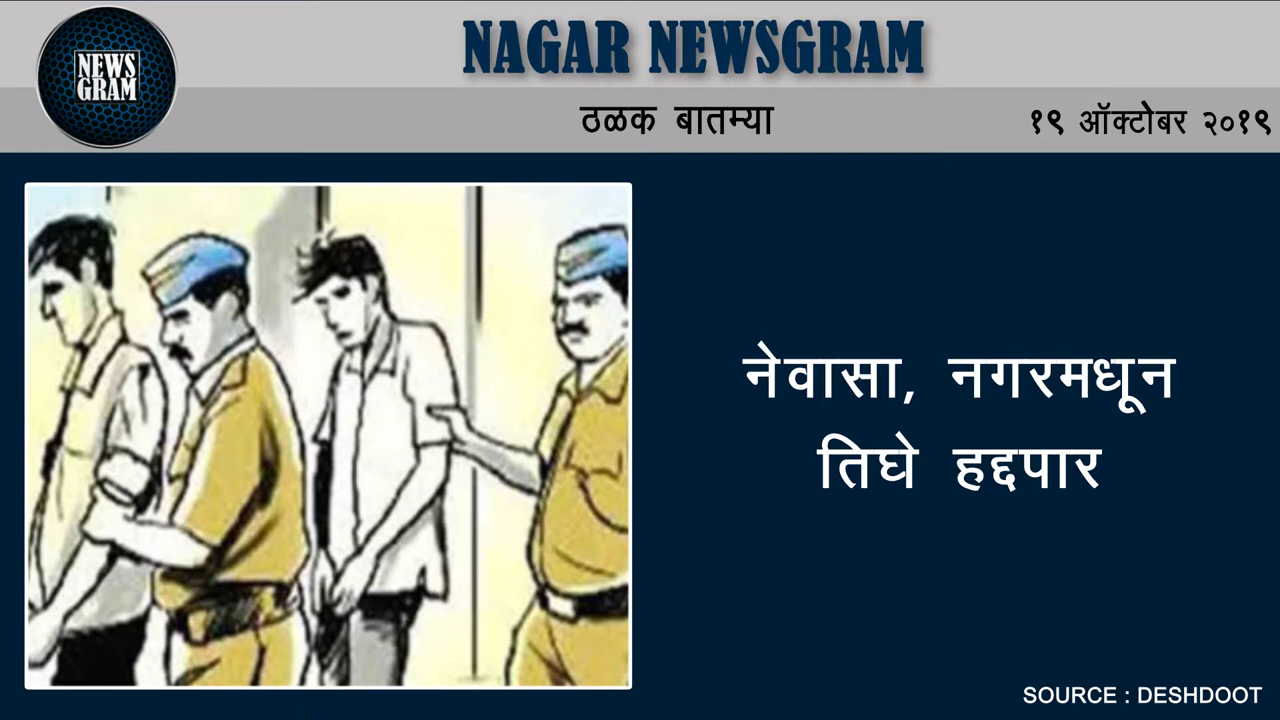 NEWS
GRAM
NAGAR NEWSGRAM
ठळक बातम्या
१९ ऑक्टोबर २०१९
नेवासा, नगरमधून
तिघे हद्दपार
SOURCE : DESHDOOT